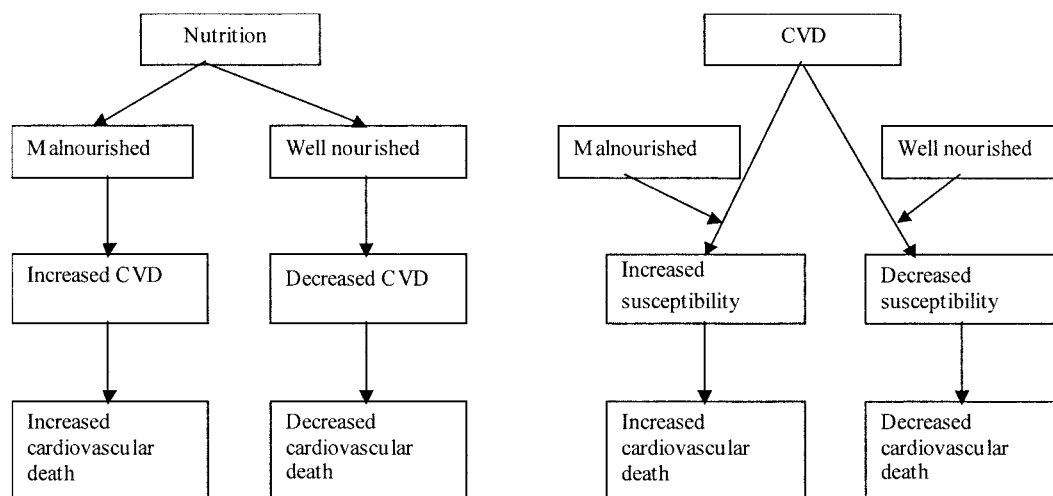 Nutrition
Malnourished
Well nourished
Increased CVD
Decreased CVD
Increased
cardiovascular
death
Decreased
cardiovascular
death
CVD
Malnourished
Well nourished
Increased
susceptibility
Decreased
susceptibility
Increased
cardiovascular
death
Decreased
cardiovascular
death